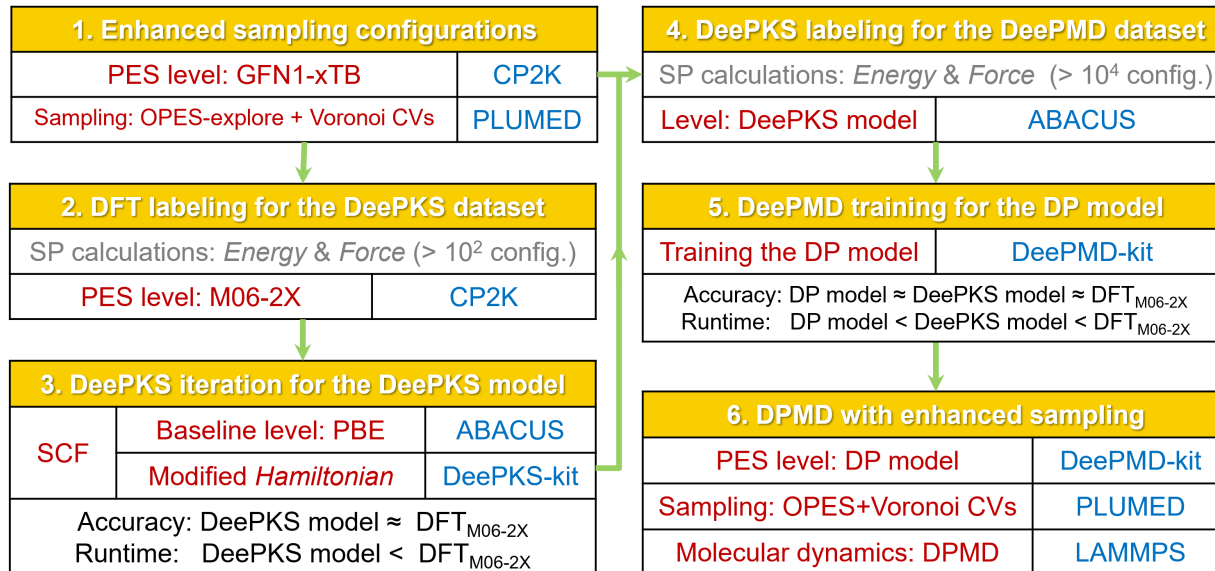 1. Enhanced sampling configurations
PES level: GFN1-xTB CP2K
Sampling: OPES-explore + Voronoi CVs PLUMED
2. DFT labeling for the DeePKS dataset
SP calculations: Energy & Force (> 10² config.)
PES level: M06-2X CP2K
3. DeePKS iteration for the DeePKS model
SCF
Baseline level: PBE ABACUS
Modified Hamiltonian DeePKS-kit
Accuracy: DeePKS model ≈ DFT_M06-2X
Runtime: DeePKS model < DFT_M06-2X
4. DeePKS labeling for the DeePMD dataset
SP calculations: Energy & Force (> 10⁴ config.)
Level: DeePKS model ABACUS
5. DeePMD training for the DP model
Training the DP model DeePMD-kit
Accuracy: DP model ≈ DeePKS model ≈ DFT_M06-2X
Runtime: DP model < DeePKS model < DFT_M06-2X
6. DPMD with enhanced sampling
PES level: DP model DeePMD-kit
Sampling: OPES+Voronoi CVs PLUMED
Molecular dynamics: DPMD LAMMPS